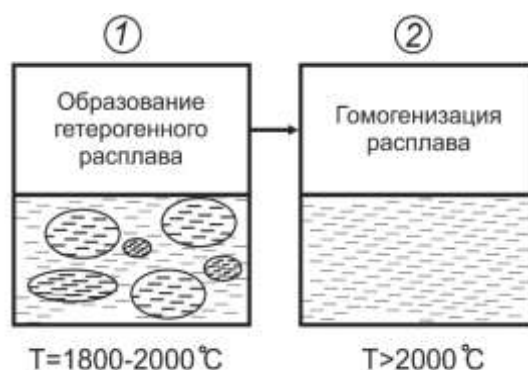 1
Образование
гетерогенного
расплава
T=1800-2000℃
2
Гомогенизация
расплава
T>2000℃